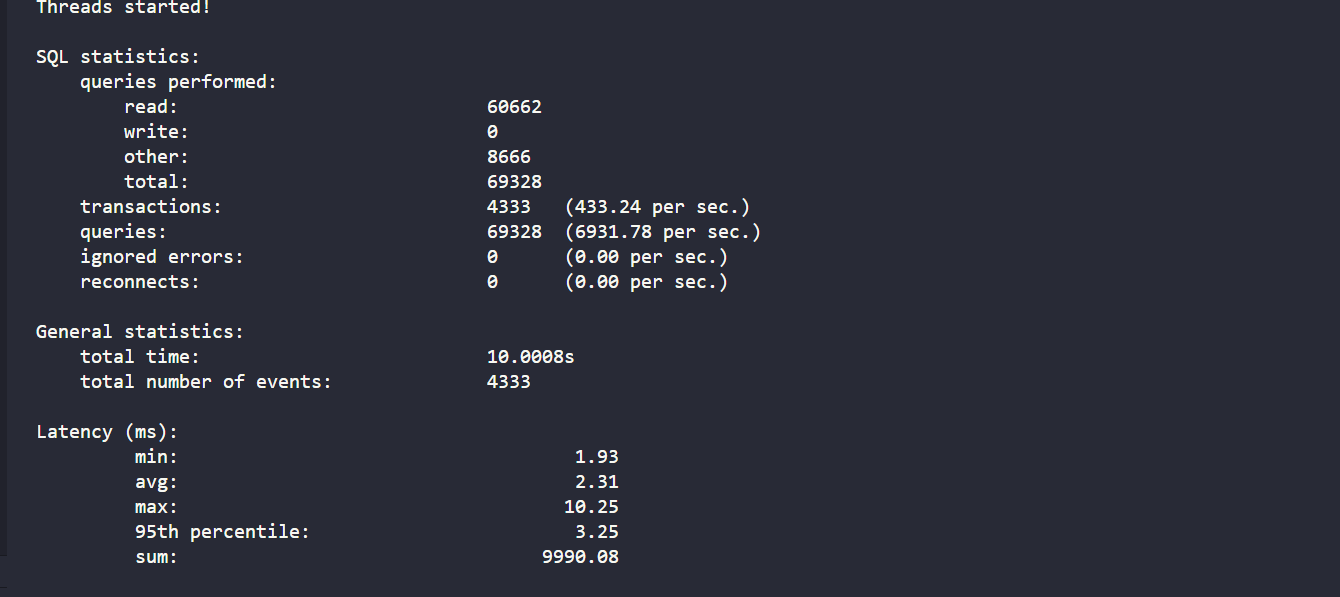 Threads started!
SQL statistics:
queries performed:
read: 60662
write: 0
other: 8666
total: 69328
transactions: 4333 (433.24 per sec.)
queries: 69328 (6931.78 per sec.)
ignored errors: 0 (0.00 per sec.)
reconnects: 0 (0.00 per sec.)
General statistics:
total time: 10.0008s
total number of events: 4333
Latency (ms):
min: 1.93
avg: 2.31
max: 10.25
95th percentile: 3.25
sum: 9990.08